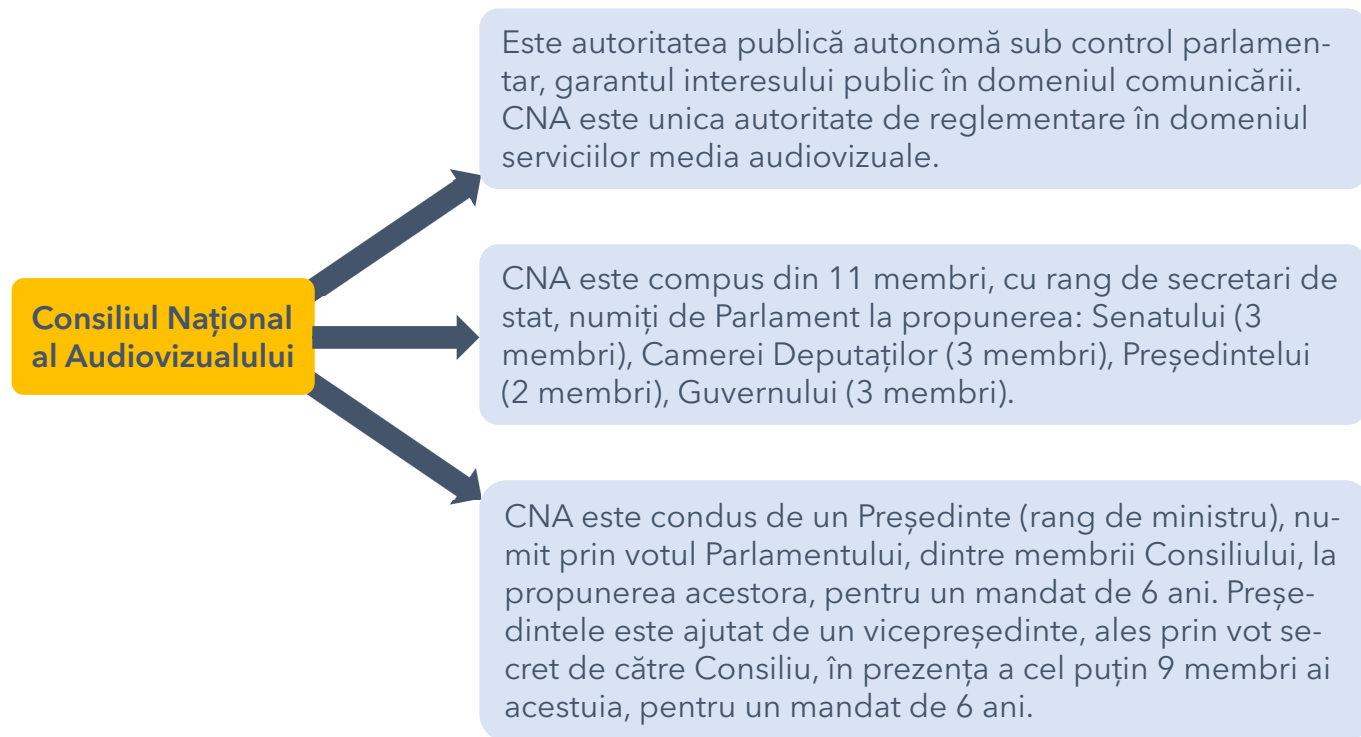 Este autoritatea publică autonomă sub control parlamen-
tar, garantul interesului public în domeniul comunicării.
CNA este unica autoritate de reglementare în domeniul
serviciilor media audiovizuale.
Consiliul Național
al Audiovizualului
CNA este compus din 11 membri, cu rang de secretari de
stat, numiți de Parlament la propunerea: Senatului (3
membri), Camerei Deputaților (3 membri), Președintelui
(2 membri), Guvernului (3 membri).
CNA este condus de un Președinte (rang de ministru), nu-
mit prin votul Parlamentului, dintre membrii Consiliului, la
propunerea acestora, pentru un mandat de 6 ani. Preșe-
dintele este ajutat de un vicepreședinte, ales prin vot se-
cret de către Consiliu, în prezența a cel puțin 9 membri ai
acestuia, pentru un mandat de 6 ani.